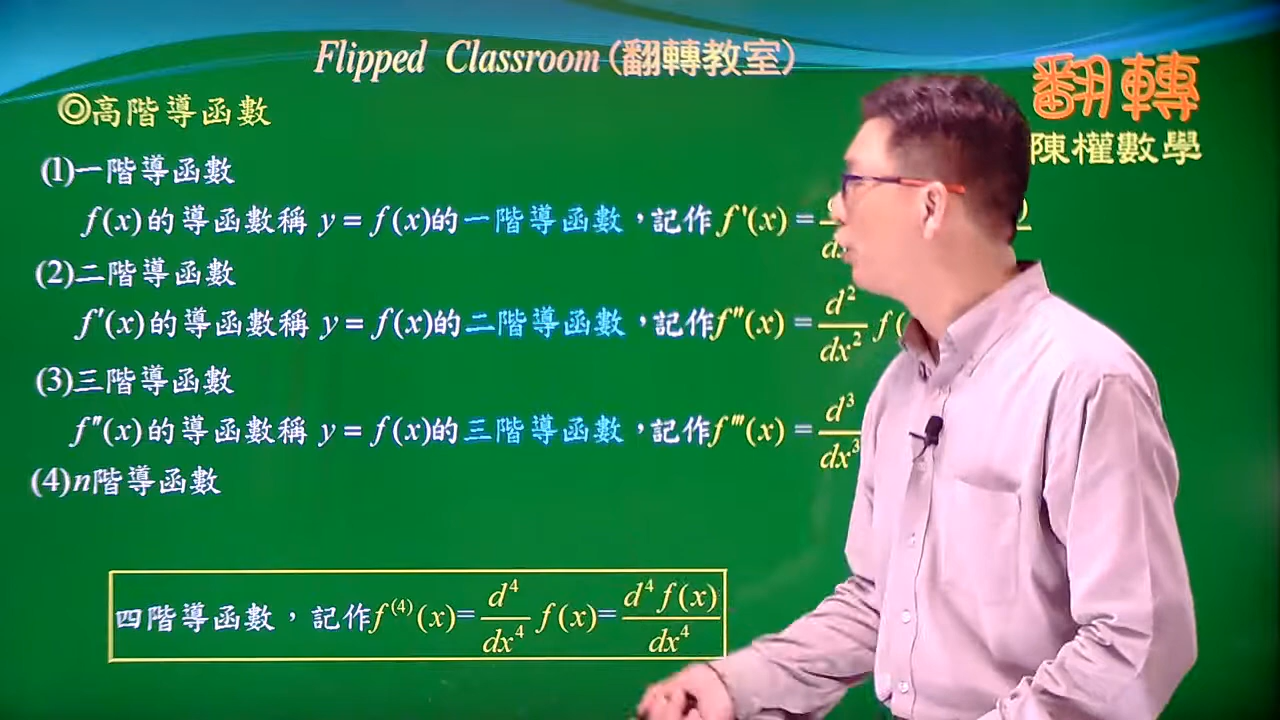 Flipped Classroom(翻轉教室)
翻轉
陳權數學
◎高階導函數
(1)一階導函數
f(x)的導函數稱 y = f(x)的一階導函數，記作 f'(x) =
(2)二階導函數
f'(x)的導函數稱 y = f(x)的二階導函數，記作f"(x) = d²/dx² f(
(3)三階導函數
f"(x)的導函數稱 y = f(x)的三階導函數，記作f'''(x) = d³/dx³
(4)n階導函數
四階導函數，記作f⁽⁴⁾(x)= d⁴/dx⁴ f(x)= d⁴f(x)/dx⁴